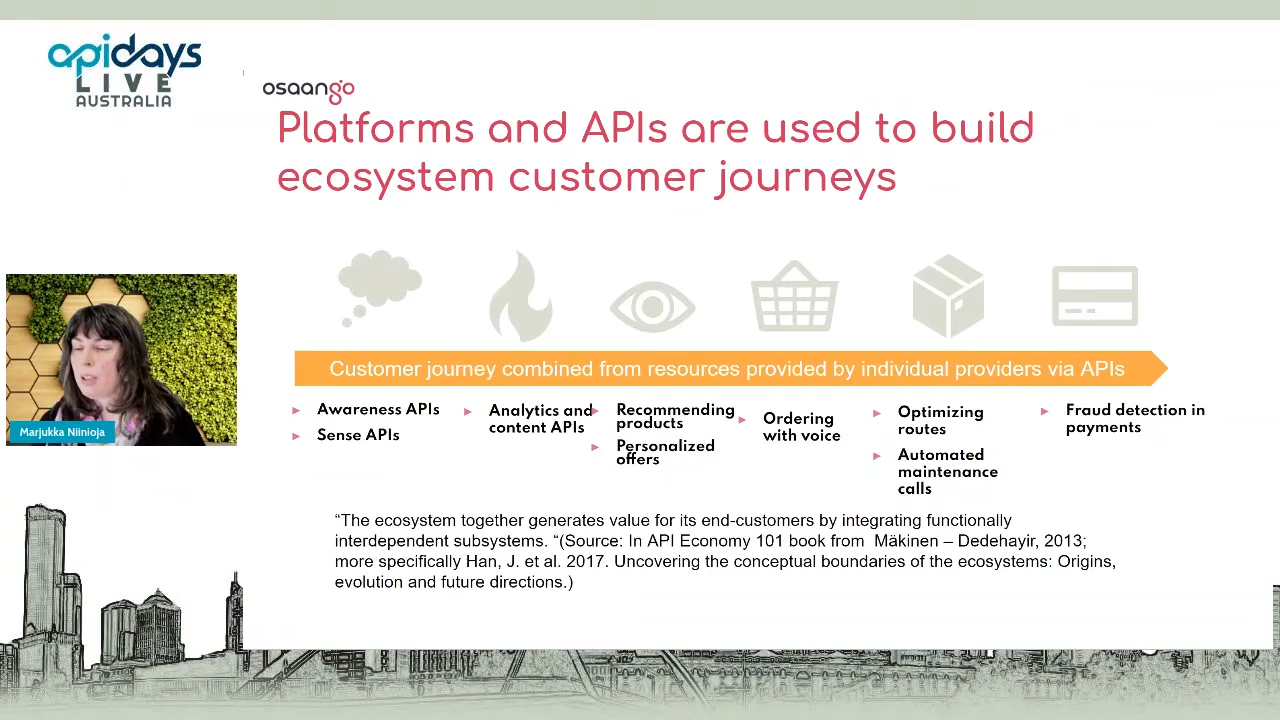 apidays
LIVE
AUSTRALIA
osaango
Platforms and APIs are used to build
ecosystem customer journeys
Customer journey combined from resources provided by individual providers via APIs
Awareness APIs
Sense APIs
Analytics and
content APIs
Recommending
products
Personalized
offers
Ordering
with voice
Optimizing
routes
Automated
maintenance
calls
Fraud detection in
payments
Marjukka Niinioja
“The ecosystem together generates value for its end-customers by integrating functionally
interdependent subsystems. “(Source: In API Economy 101 book from Mäkinen – Dedehayir, 2013;
more specifically Han, J. et al. 2017. Uncovering the conceptual boundaries of the ecosystems: Origins,
evolution and future directions.)